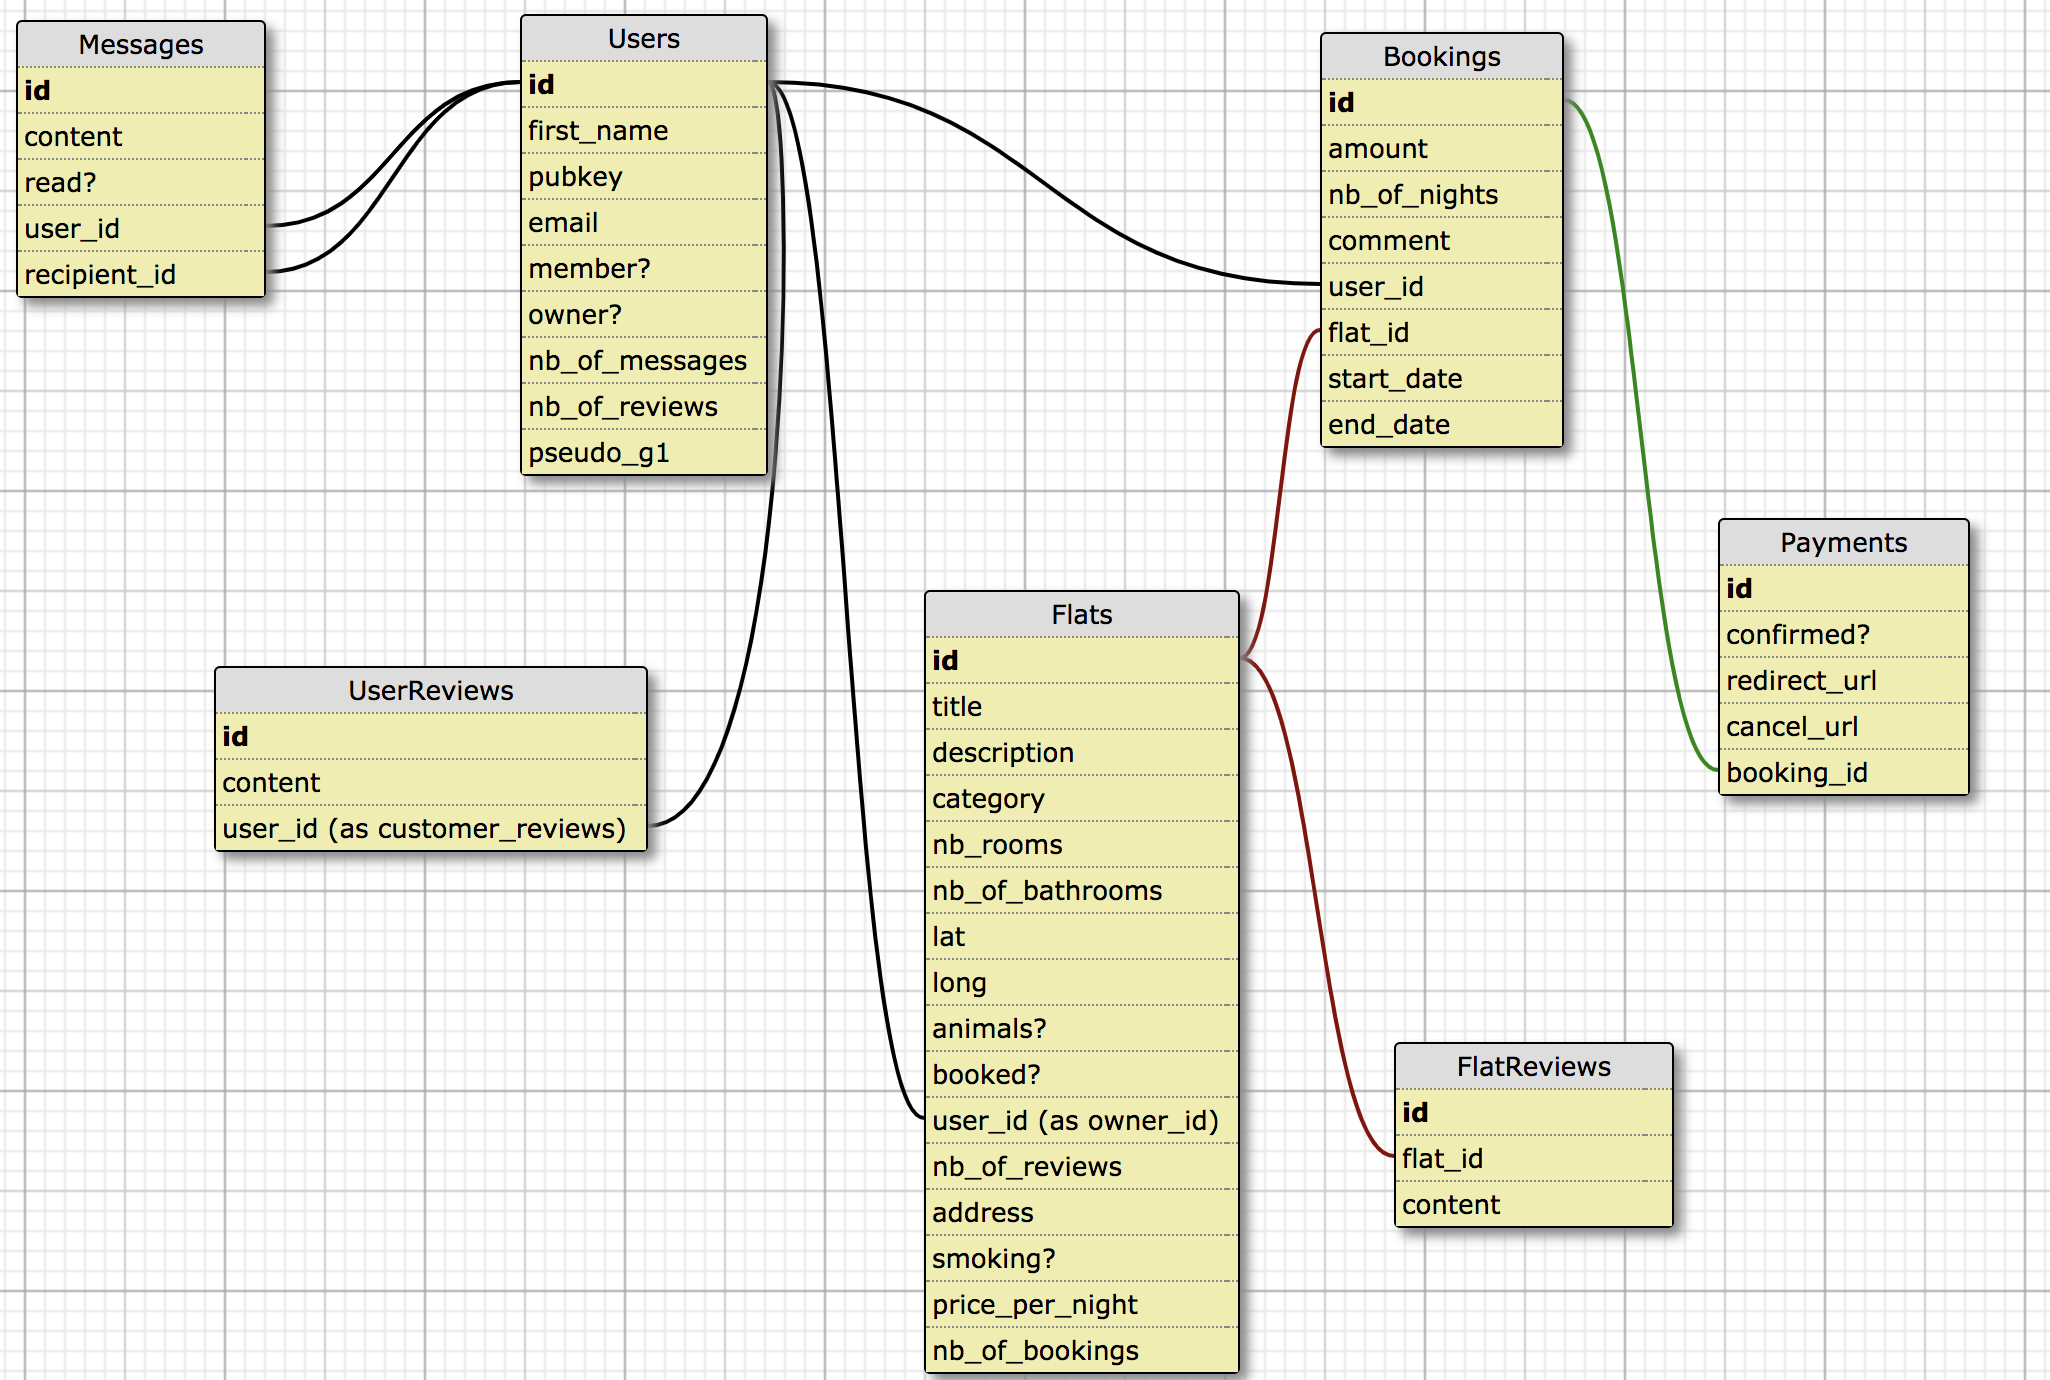 Messages
id
content
read?
user_id
recipient_id
Users
id
first_name
pubkey
email
member?
owner?
nb_of_messages
nb_of_reviews
pseudo_g1
Bookings
id
amount
nb_of_nights
comment
user_id
flat_id
start_date
end_date
Payments
id
confirmed?
redirect_url
cancel_url
booking_id
UserReviews
id
content
user_id (as customer_reviews)
Flats
id
title
description
category
nb_rooms
nb_of_bathrooms
lat
long
animals?
booked?
user_id (as owner_id)
nb_of_reviews
address
smoking?
price_per_night
nb_of_bookings
FlatReviews
id
flat_id
content